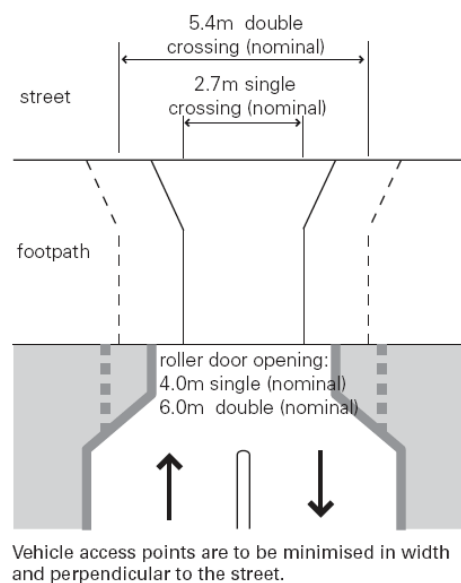 5.4m double
crossing (nominal)
2.7m single
crossing (nominal)
street
footpath
roller door opening:
4.0m single (nominal)
6.0m double (nominal)
Vehicle access points are to be minimised in width
and perpendicular to the street.